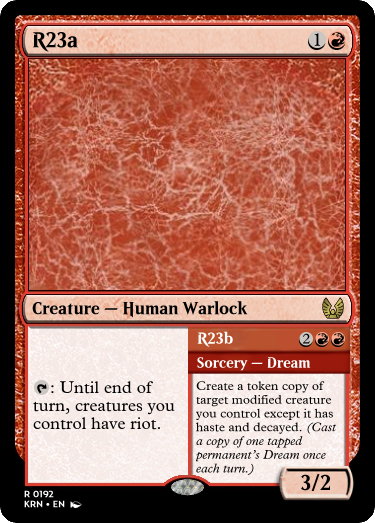 R23a 1
Creature — Human Warlock
: Until end of
turn, creatures you
control have riot.
R23b 2
Sorcery — Dream
Create a token copy of
target modified creature
you control except it has
haste and decayed. (Cast
a copy of one tapped
permanent's Dream once
each turn.)
3/2
R 0192
KRN • EN